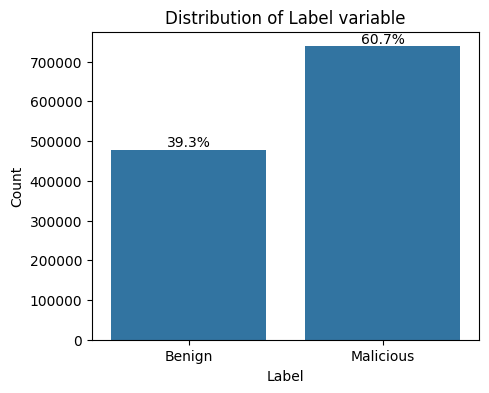 Distribution of Label variable
60.7%
39.3%
700000
600000
500000
400000
300000
200000
100000
0
Count
Benign
Malicious
Label